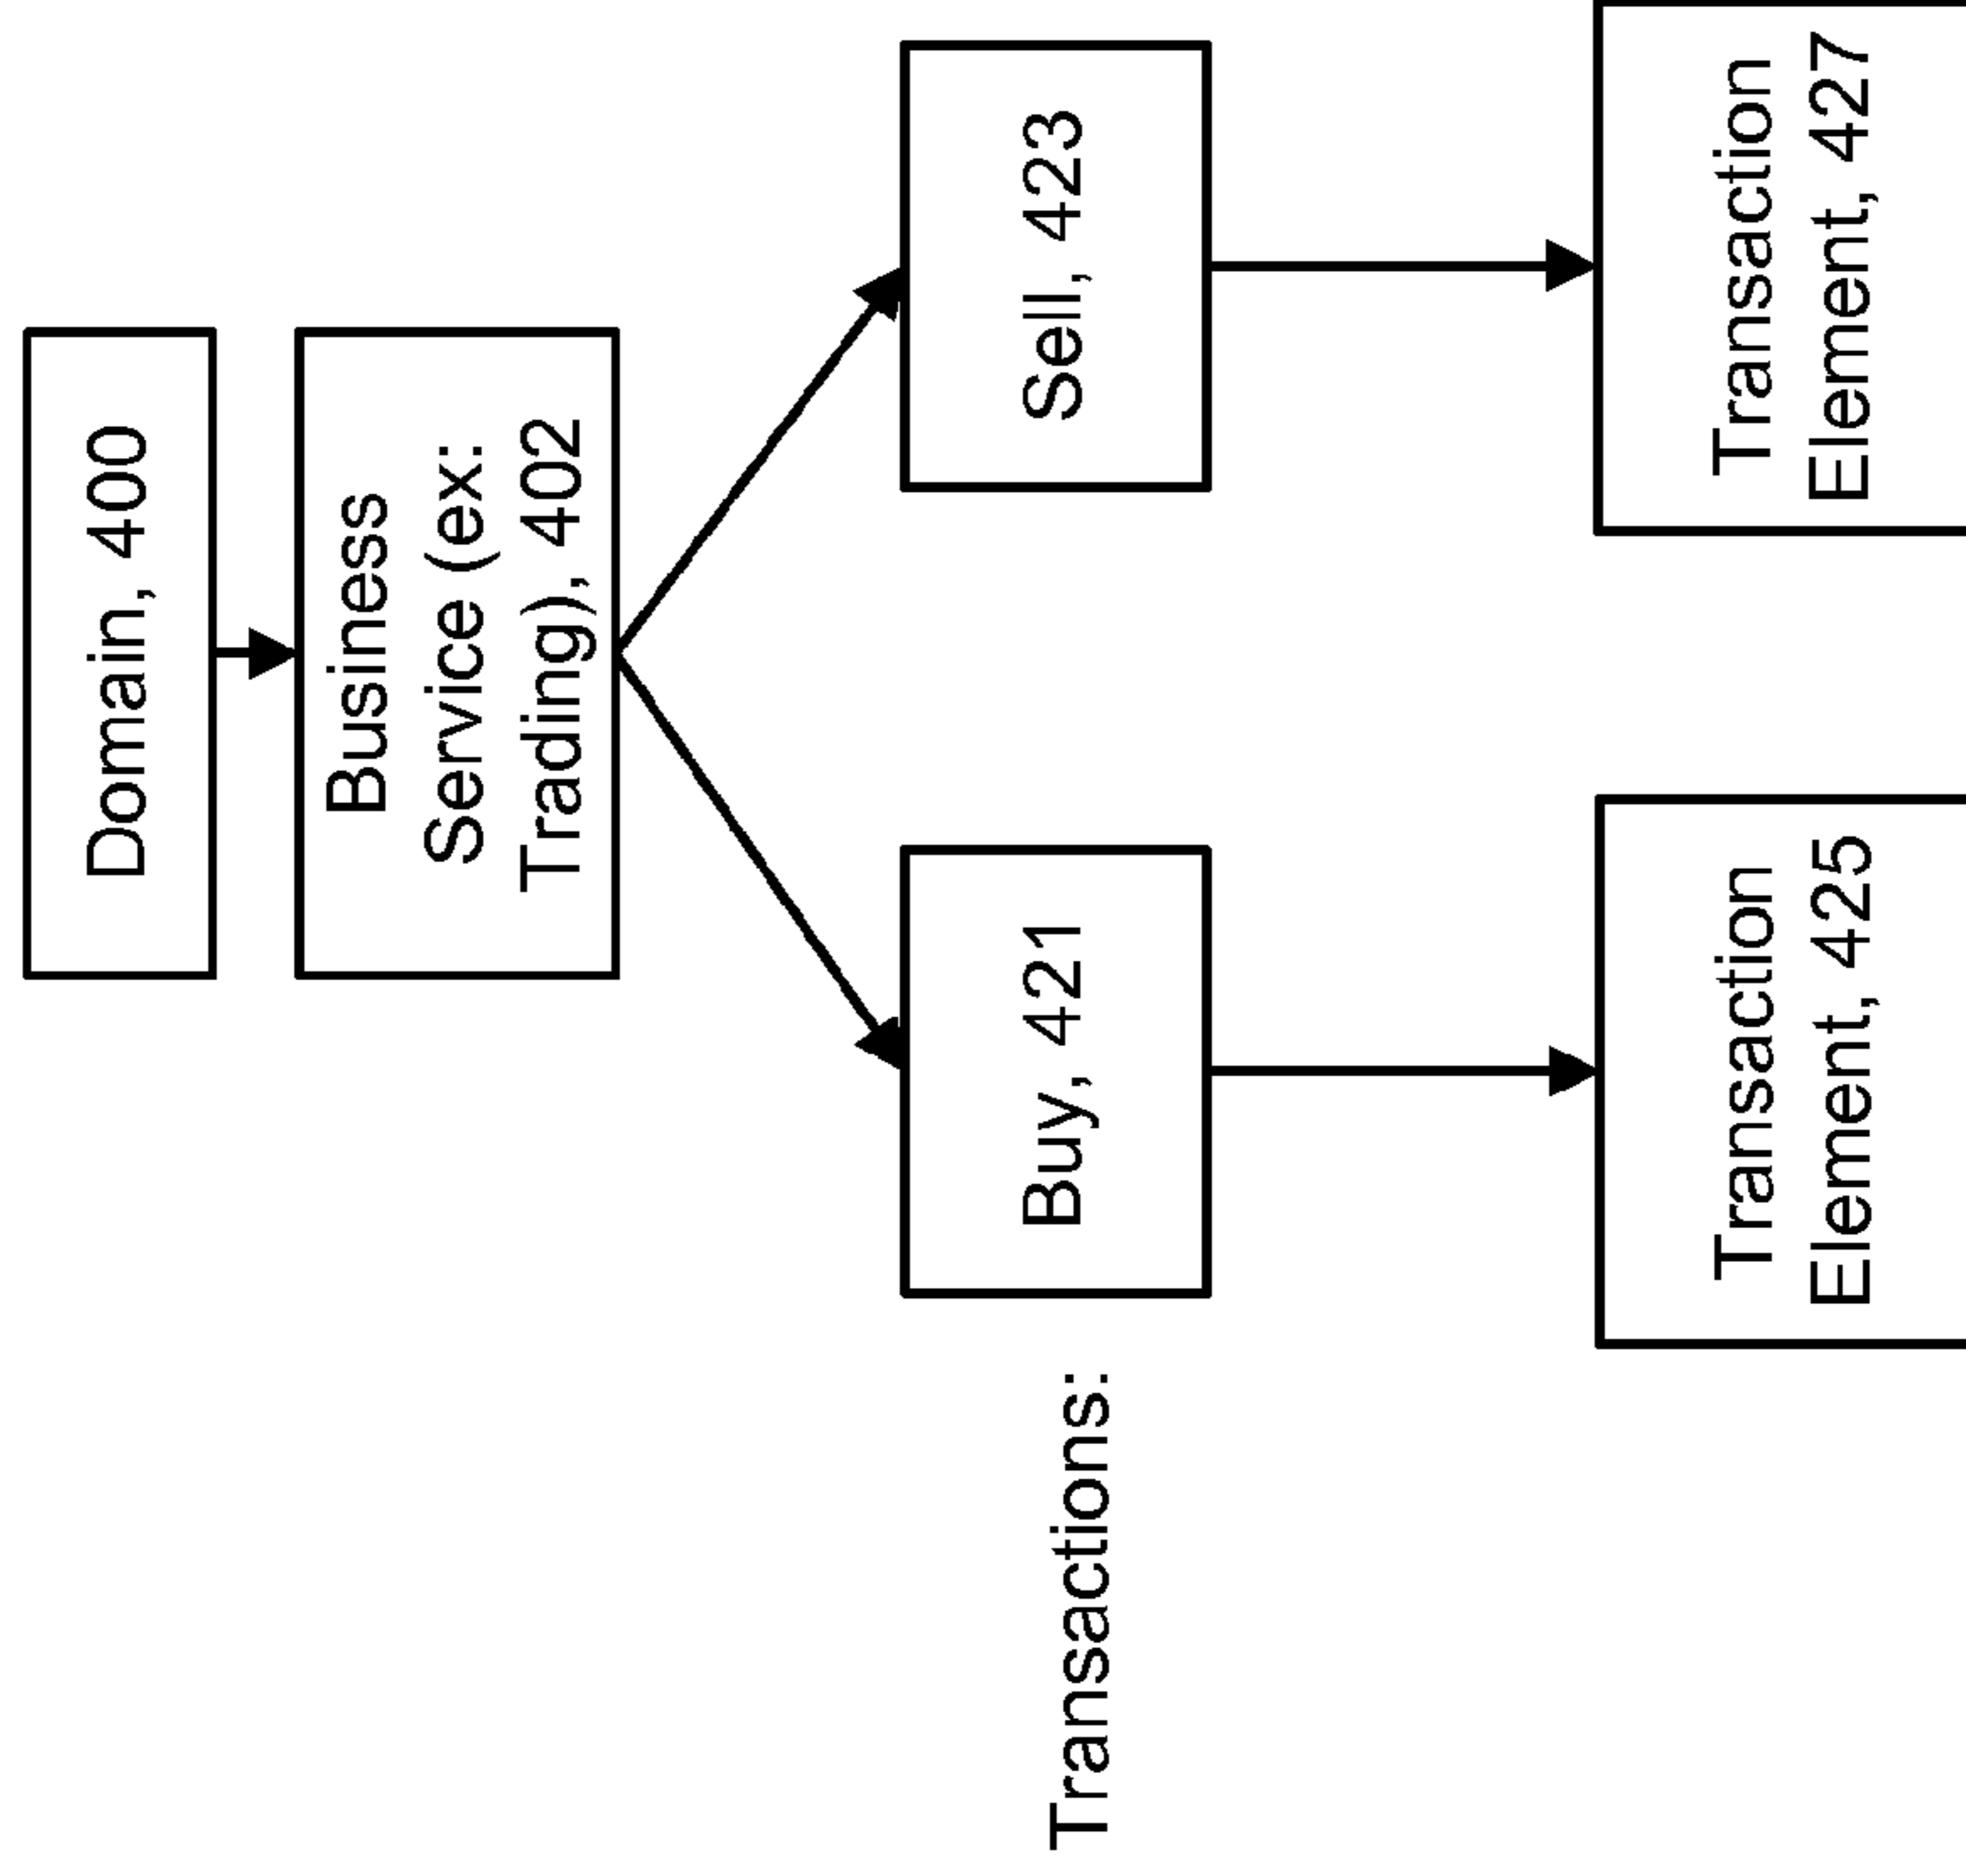 Domain, 400
Business
Service (ex:
Trading), 402
Transactions:
Buy, 421
Sell, 423
Transaction
Element, 425
Transaction
Element, 427